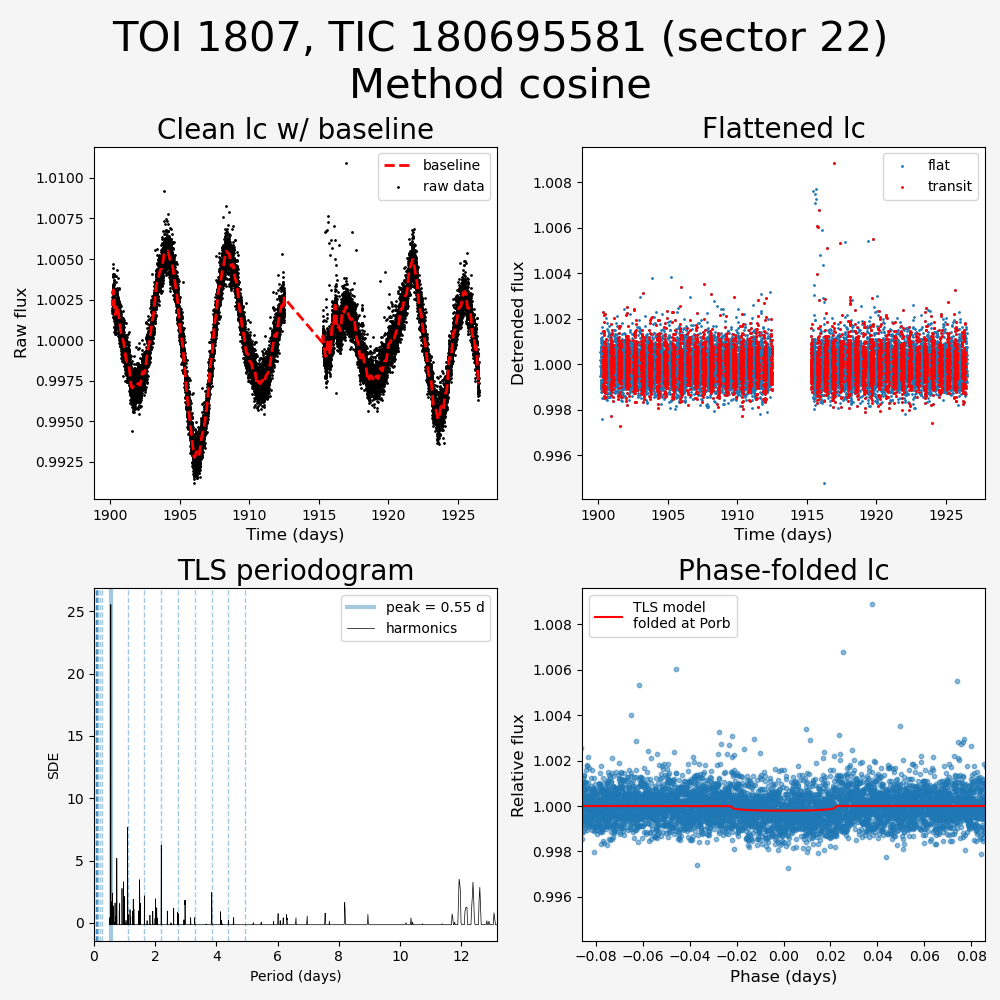 TOI 1807, TIC 180695581 (sector 22)
Method cosine
Clean lc w/ baseline
Raw flux
1.0100
1.0075
1.0050
1.0025
1.0000
0.9975
0.9950
0.9925
baseline
raw data
1900 1905 1910 1915 1920 1925
Time (days)
Flattened lc
Detrended flux
1.008
1.006
1.004
1.002
1.000
0.998
0.996
flat
transit
1900 1905 1910 1915 1920 1925
Time (days)
TLS periodogram
SDE
25
20
15
10
5
0
peak = 0.55 d
harmonics
0 2 4 6 8 10 12
Period (days)
Phase-folded lc
Relative flux
1.008
1.006
1.004
1.002
1.000
0.998
0.996
TLS model
folded at Porb
−0.08 −0.06 −0.04 −0.02 0.00 0.02 0.04 0.06 0.08
Phase (days)